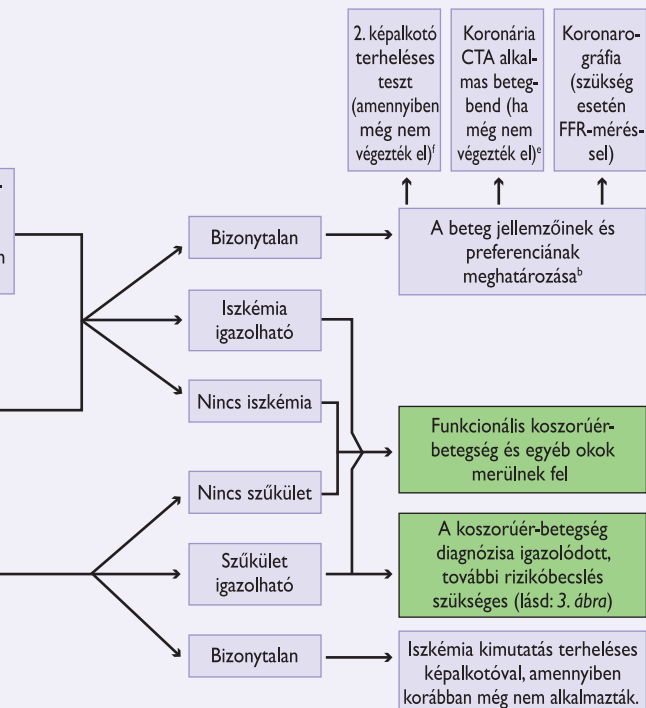 2. képalkotó
terheléses
teszt
(amennyiben
még nem
végezték el)ᶠ
Koronária
CTA alkal-
mas beteg-
bend (ha
még nem
végezték el)ᵉ
Koronaro-
gráfia
(szükség
esetén
FFR-mérés-
sel)
Bizonytalan
A beteg jellemzőinek és
preferenciának
meghatározásaᵇ
Iszkémia
igazolható
Nincs iszkémia
Funkcionális koszorúér-
betegség és egyéb okok
merülnek fel
Nincs szűkület
Szűkület
igazolható
A koszorúér-betegség
diagnózisa igazolódott,
további rizikóbecslés
szükséges (lásd: 3. ábra)
Bizonytalan
Iszkémia kimutatás terheléses
képalkotóval, amennyiben
korábban még nem alkalmazták.